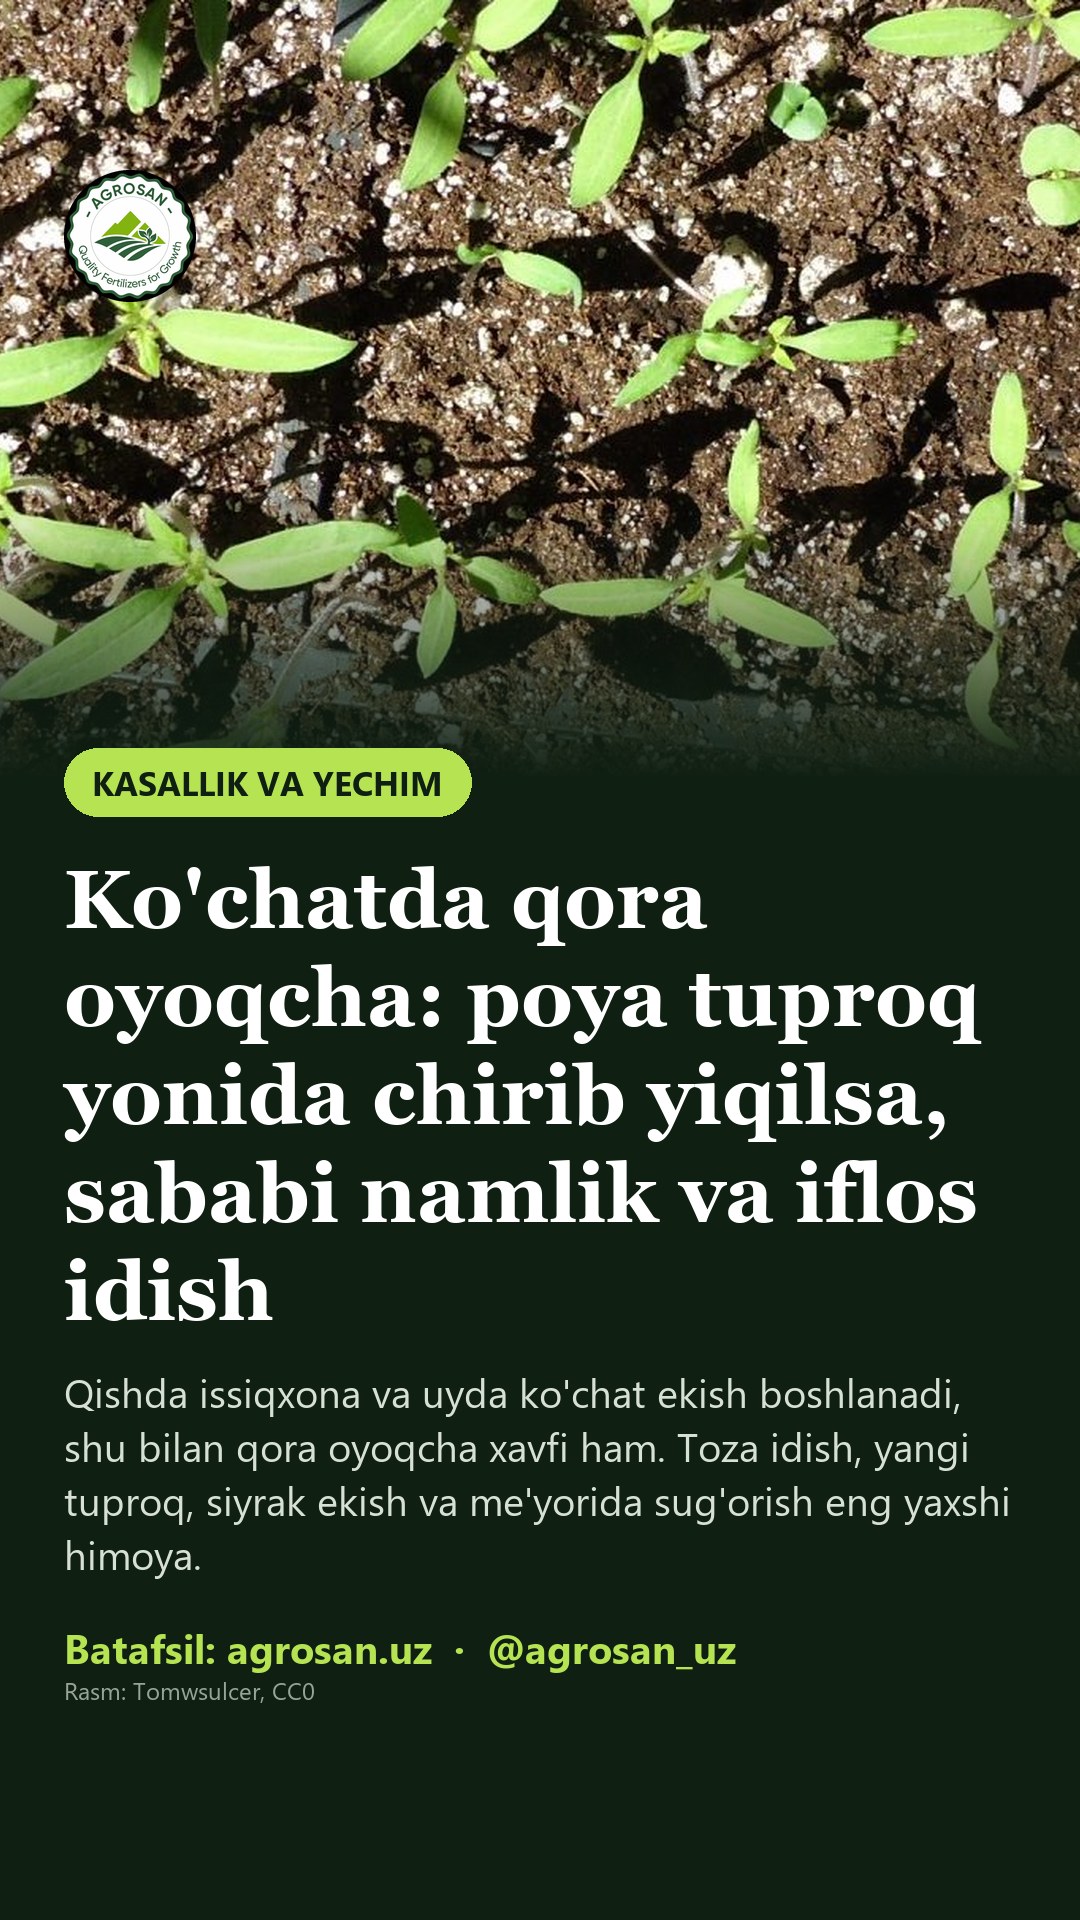 - AGROSAN -
Quality Fertilizers for Growth
KASALLIK VA YECHIM
Ko'chatda qora
oyoqcha: poya tuproq
yonida chirib yiqilsa,
sababi namlik va iflos
idish
Qishda issiqxona va uyda ko'chat ekish boshlanadi,
shu bilan qora oyoqcha xavfi ham. Toza idish, yangi
tuproq, siyrak ekish va me'yorida sug'orish eng yaxshi
himoya.
Batafsil: agrosan.uz · @agrosan_uz
Rasm: Tomwsulcer, CC0